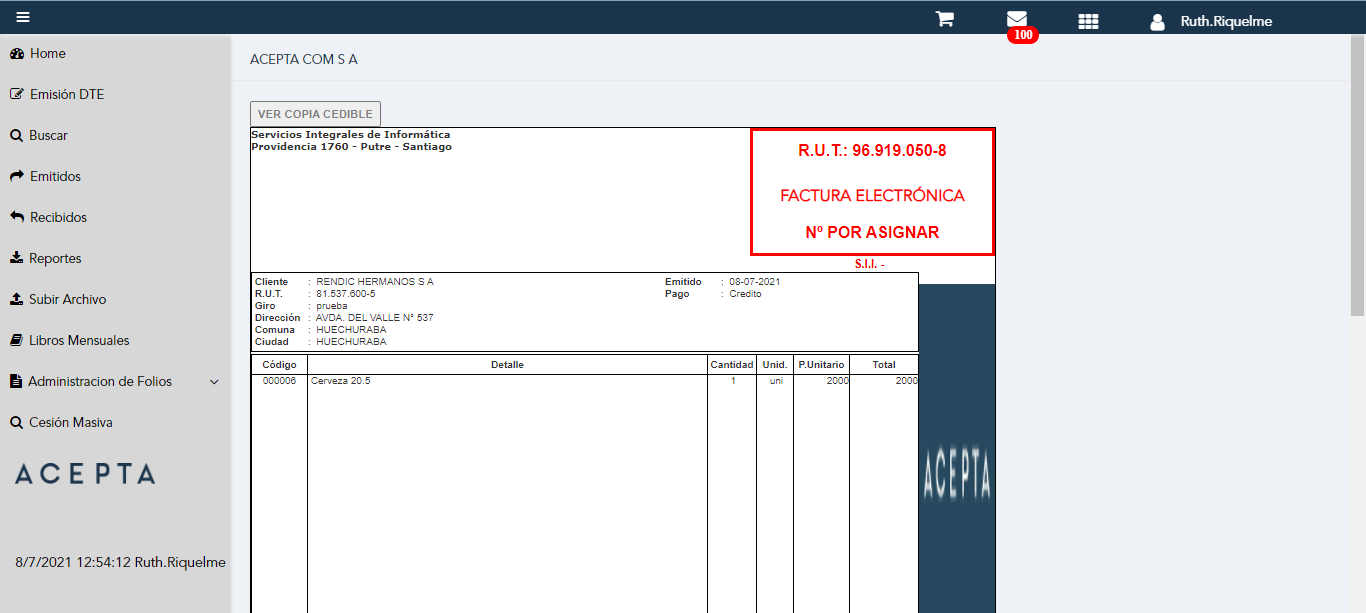 Ruth.Riquelme
100
Home
Emisión DTE
Buscar
Emitidos
Recibidos
Reportes
Subir Archivo
Libros Mensuales
Administracion de Folios
Cesión Masiva
ACEPTA
8/7/2021 12:54:12 Ruth.Riquelme
ACEPTA COM S A
VER COPIA CEDIBLE
Servicios Integrales de Informática
Providencia 1760 - Putre - Santiago
R.U.T.: 96.919.050-8
FACTURA ELECTRÓNICA
Nº POR ASIGNAR
S.I.I. -
Cliente : RENDIC HERMANOS S A Emitido : 08-07-2021
R.U.T. : 81.537.600-5 Pago : Credito
Giro : prueba
Dirección : AVDA. DEL VALLE N° 537
Comuna : HUECHURABA
Ciudad : HUECHURABA
Código Detalle Cantidad Unid. P.Unitario Total
000006 Cerveza 20.5 1 uni 2000 2000
ACEPTA